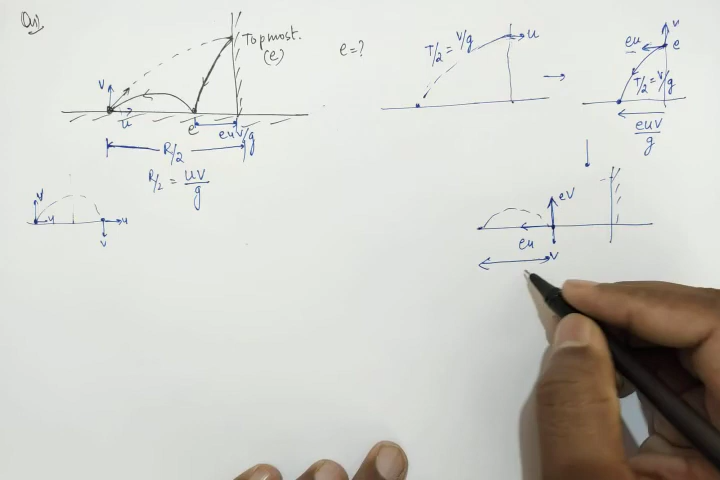 Qn)
Topmost.
(e)
e=?
V
u
e
euV/g
R/2
R/2 = uV/g
V
u
u
V
T/2 = V/g
u
V
eu
e
T/2 = V/g
euV/g
eV
eu
V